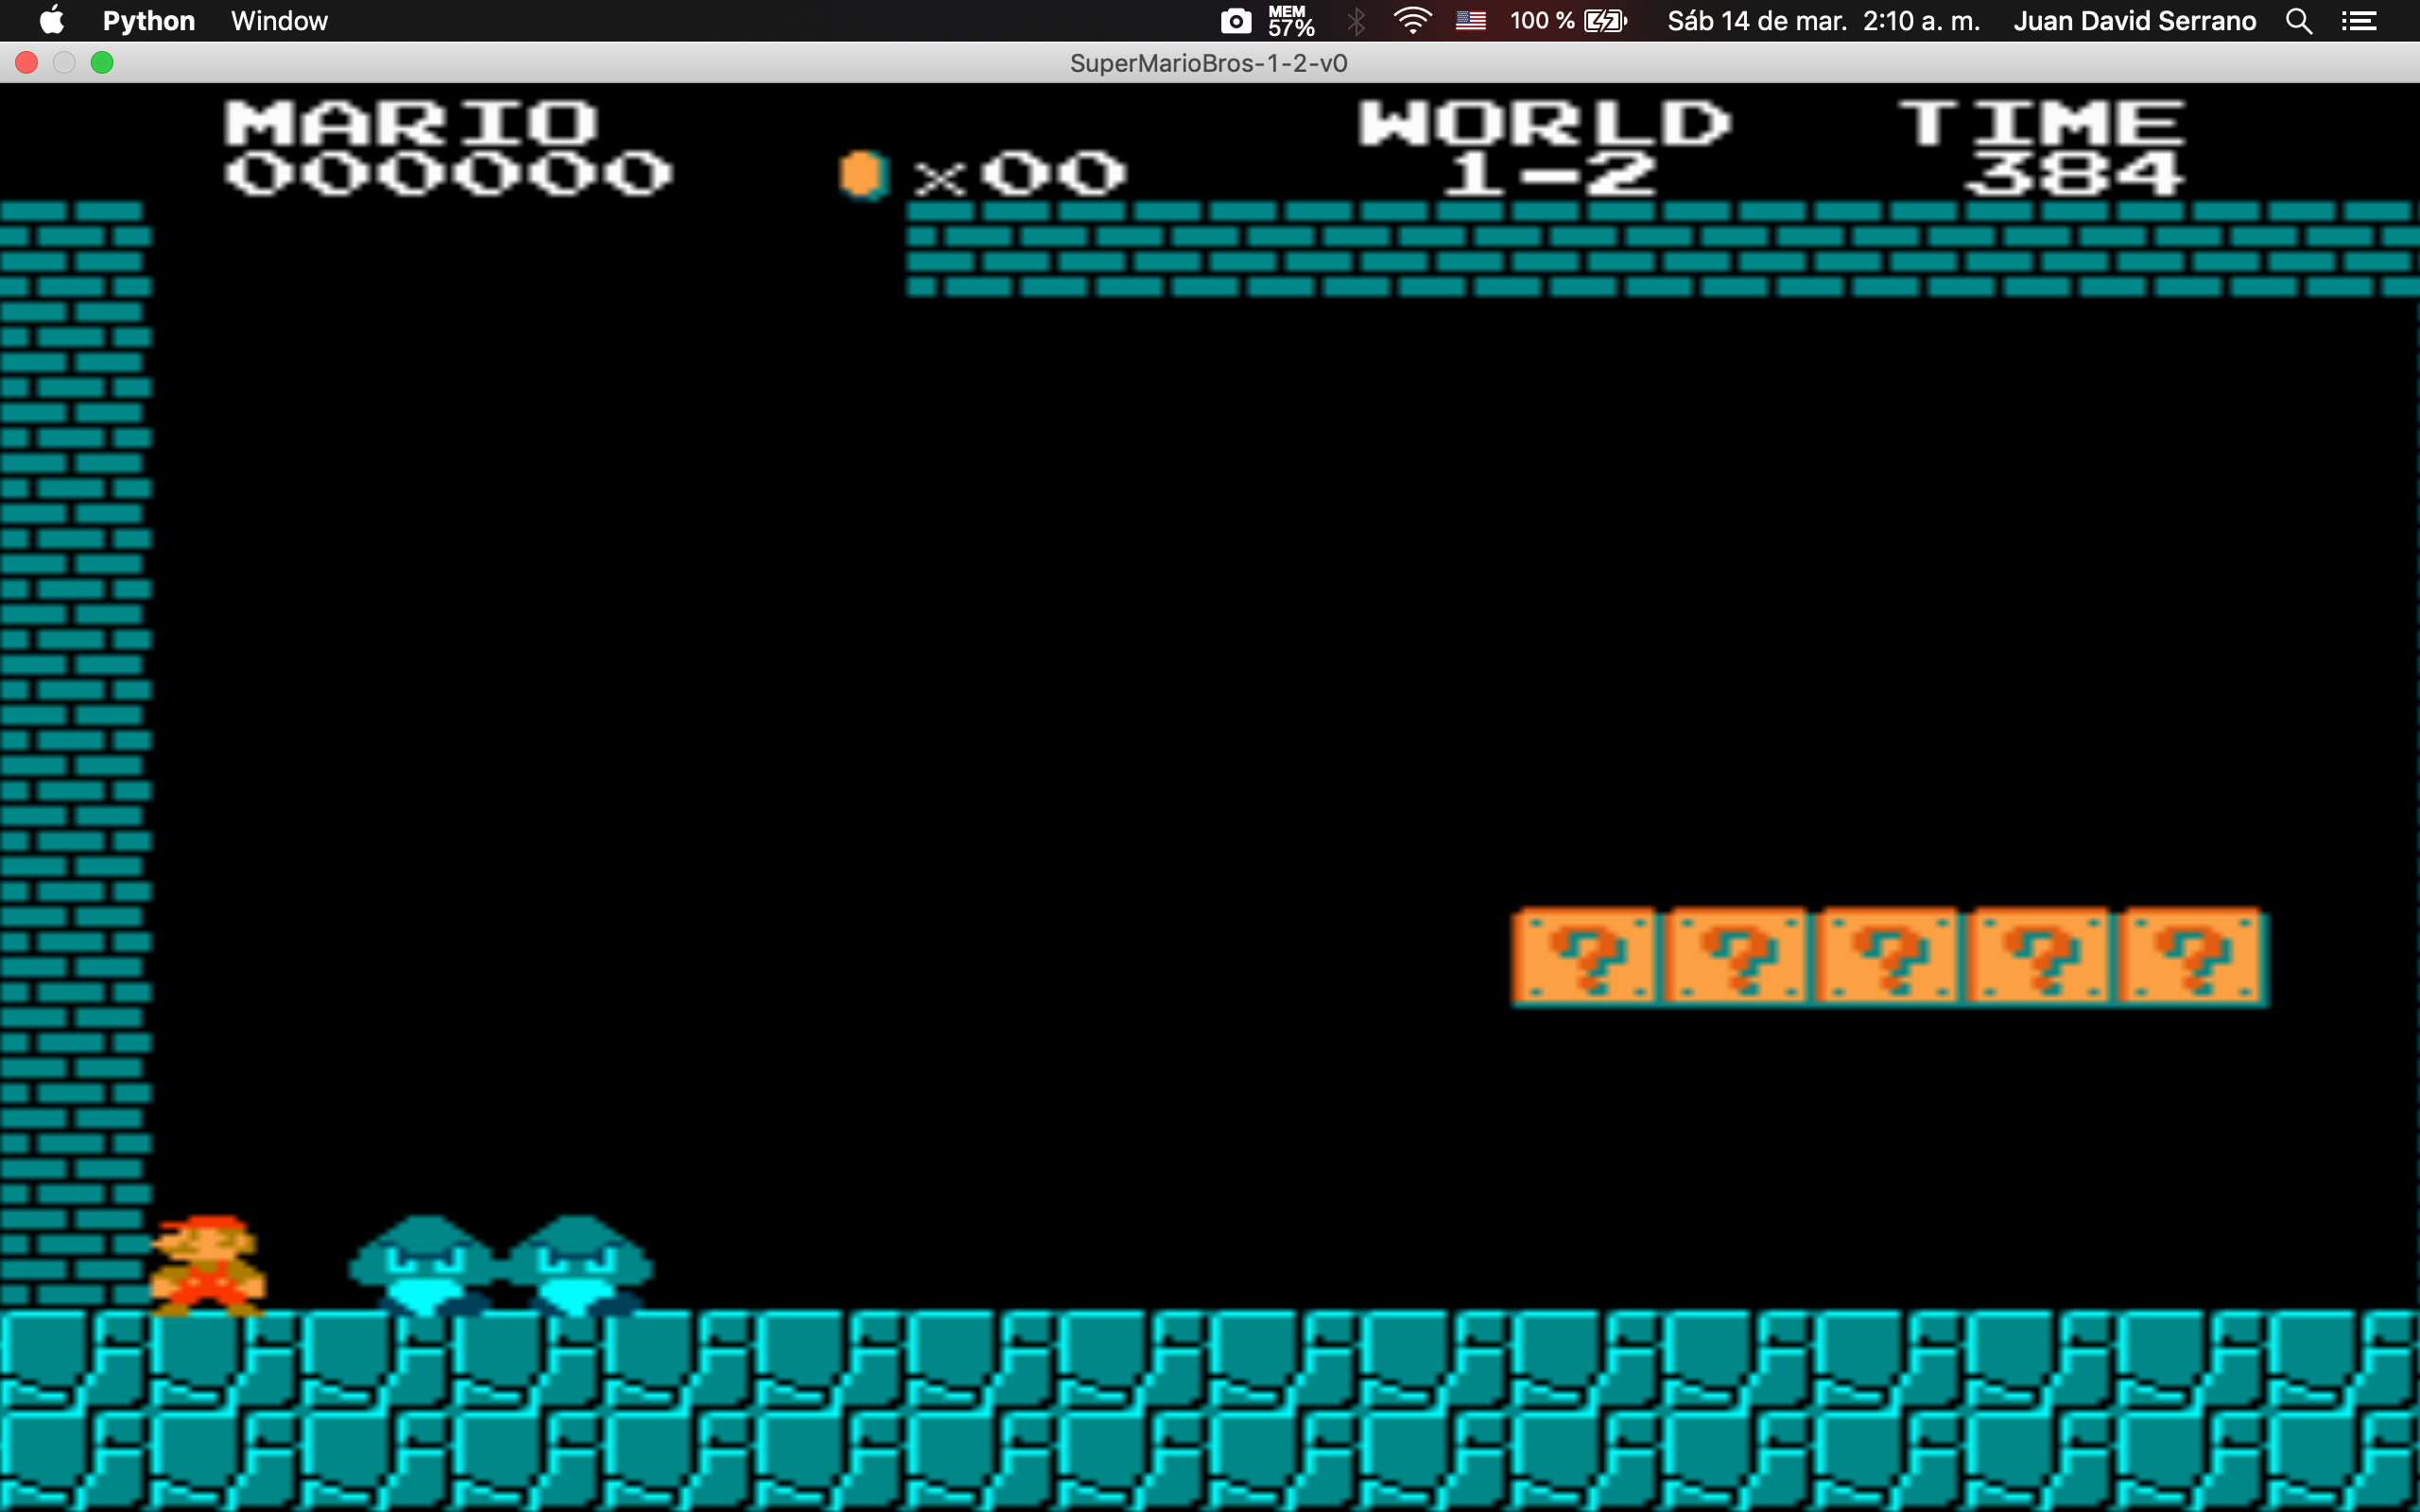 Python Window MEM 57% 100 % Sáb 14 de mar. 2:10 a. m. Juan David Serrano
SuperMarioBros-1-2-v0
MARIO WORLD TIME
000000 ×00 1-2 384
? ? ? ? ?